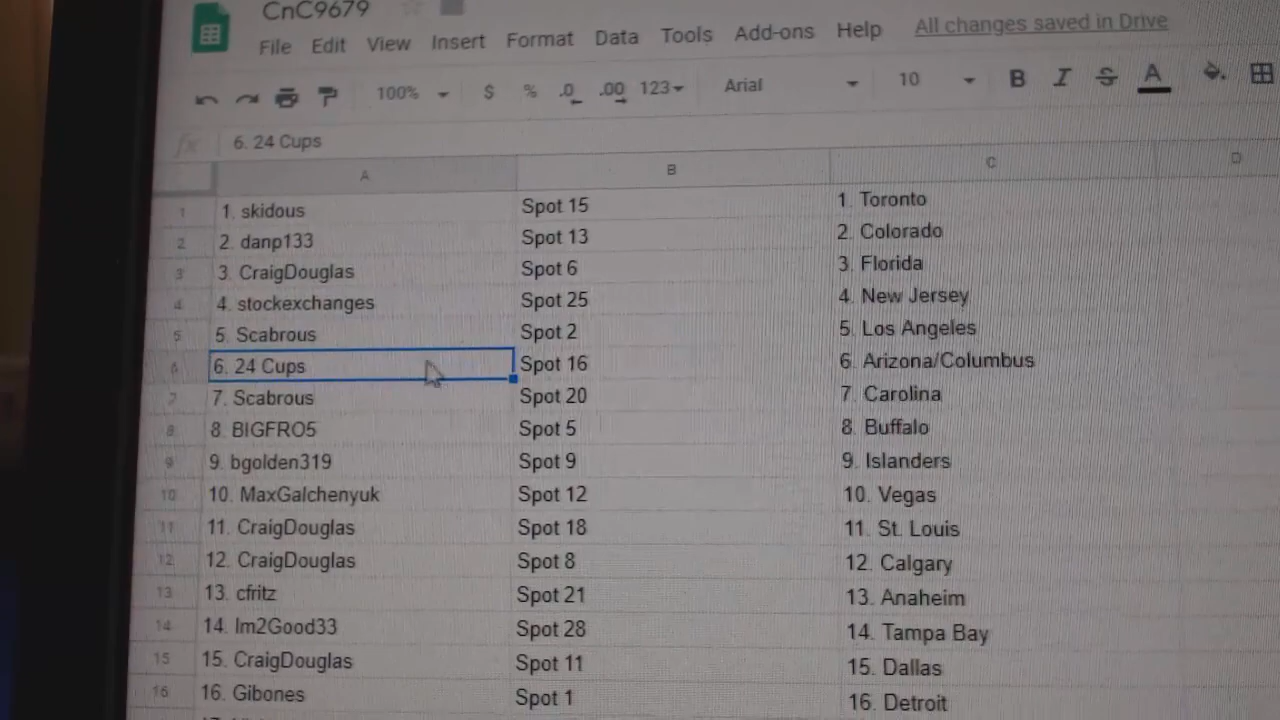 CnC9679
File Edit View Insert Format Data Tools Add-ons Help All changes saved in Drive
100% $ % .0 .00 123 Arial 10 B I S A
fx 6. 24 Cups
A B C D
1 1. skidous Spot 15 1. Toronto
2 2. danp133 Spot 13 2. Colorado
3 3. CraigDouglas Spot 6 3. Florida
4 4. stockexchanges Spot 25 4. New Jersey
5 5. Scabrous Spot 2 5. Los Angeles
6 6. 24 Cups Spot 16 6. Arizona/Columbus
7 7. Scabrous Spot 20 7. Carolina
8 8. BIGFRO5 Spot 5 8. Buffalo
9 9. bgolden319 Spot 9 9. Islanders
10 10. MaxGalchenyuk Spot 12 10. Vegas
11 11. CraigDouglas Spot 18 11. St. Louis
12 12. CraigDouglas Spot 8 12. Calgary
13 13. cfritz Spot 21 13. Anaheim
14 14. Im2Good33 Spot 28 14. Tampa Bay
15 15. CraigDouglas Spot 11 15. Dallas
16 16. Gibones Spot 1 16. Detroit